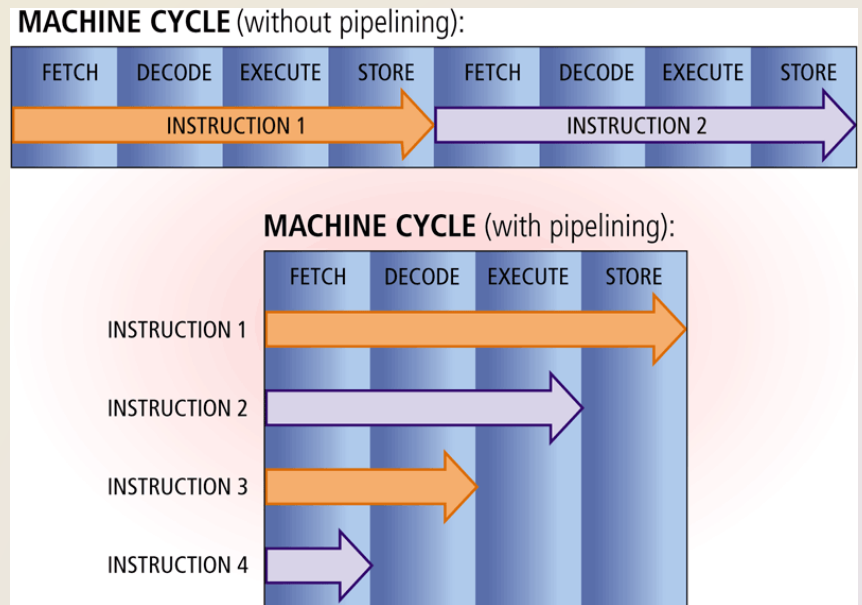 MACHINE CYCLE (without pipelining):
FETCH DECODE EXECUTE STORE FETCH DECODE EXECUTE STORE
INSTRUCTION 1 INSTRUCTION 2
MACHINE CYCLE (with pipelining):
FETCH DECODE EXECUTE STORE
INSTRUCTION 1
INSTRUCTION 2
INSTRUCTION 3
INSTRUCTION 4